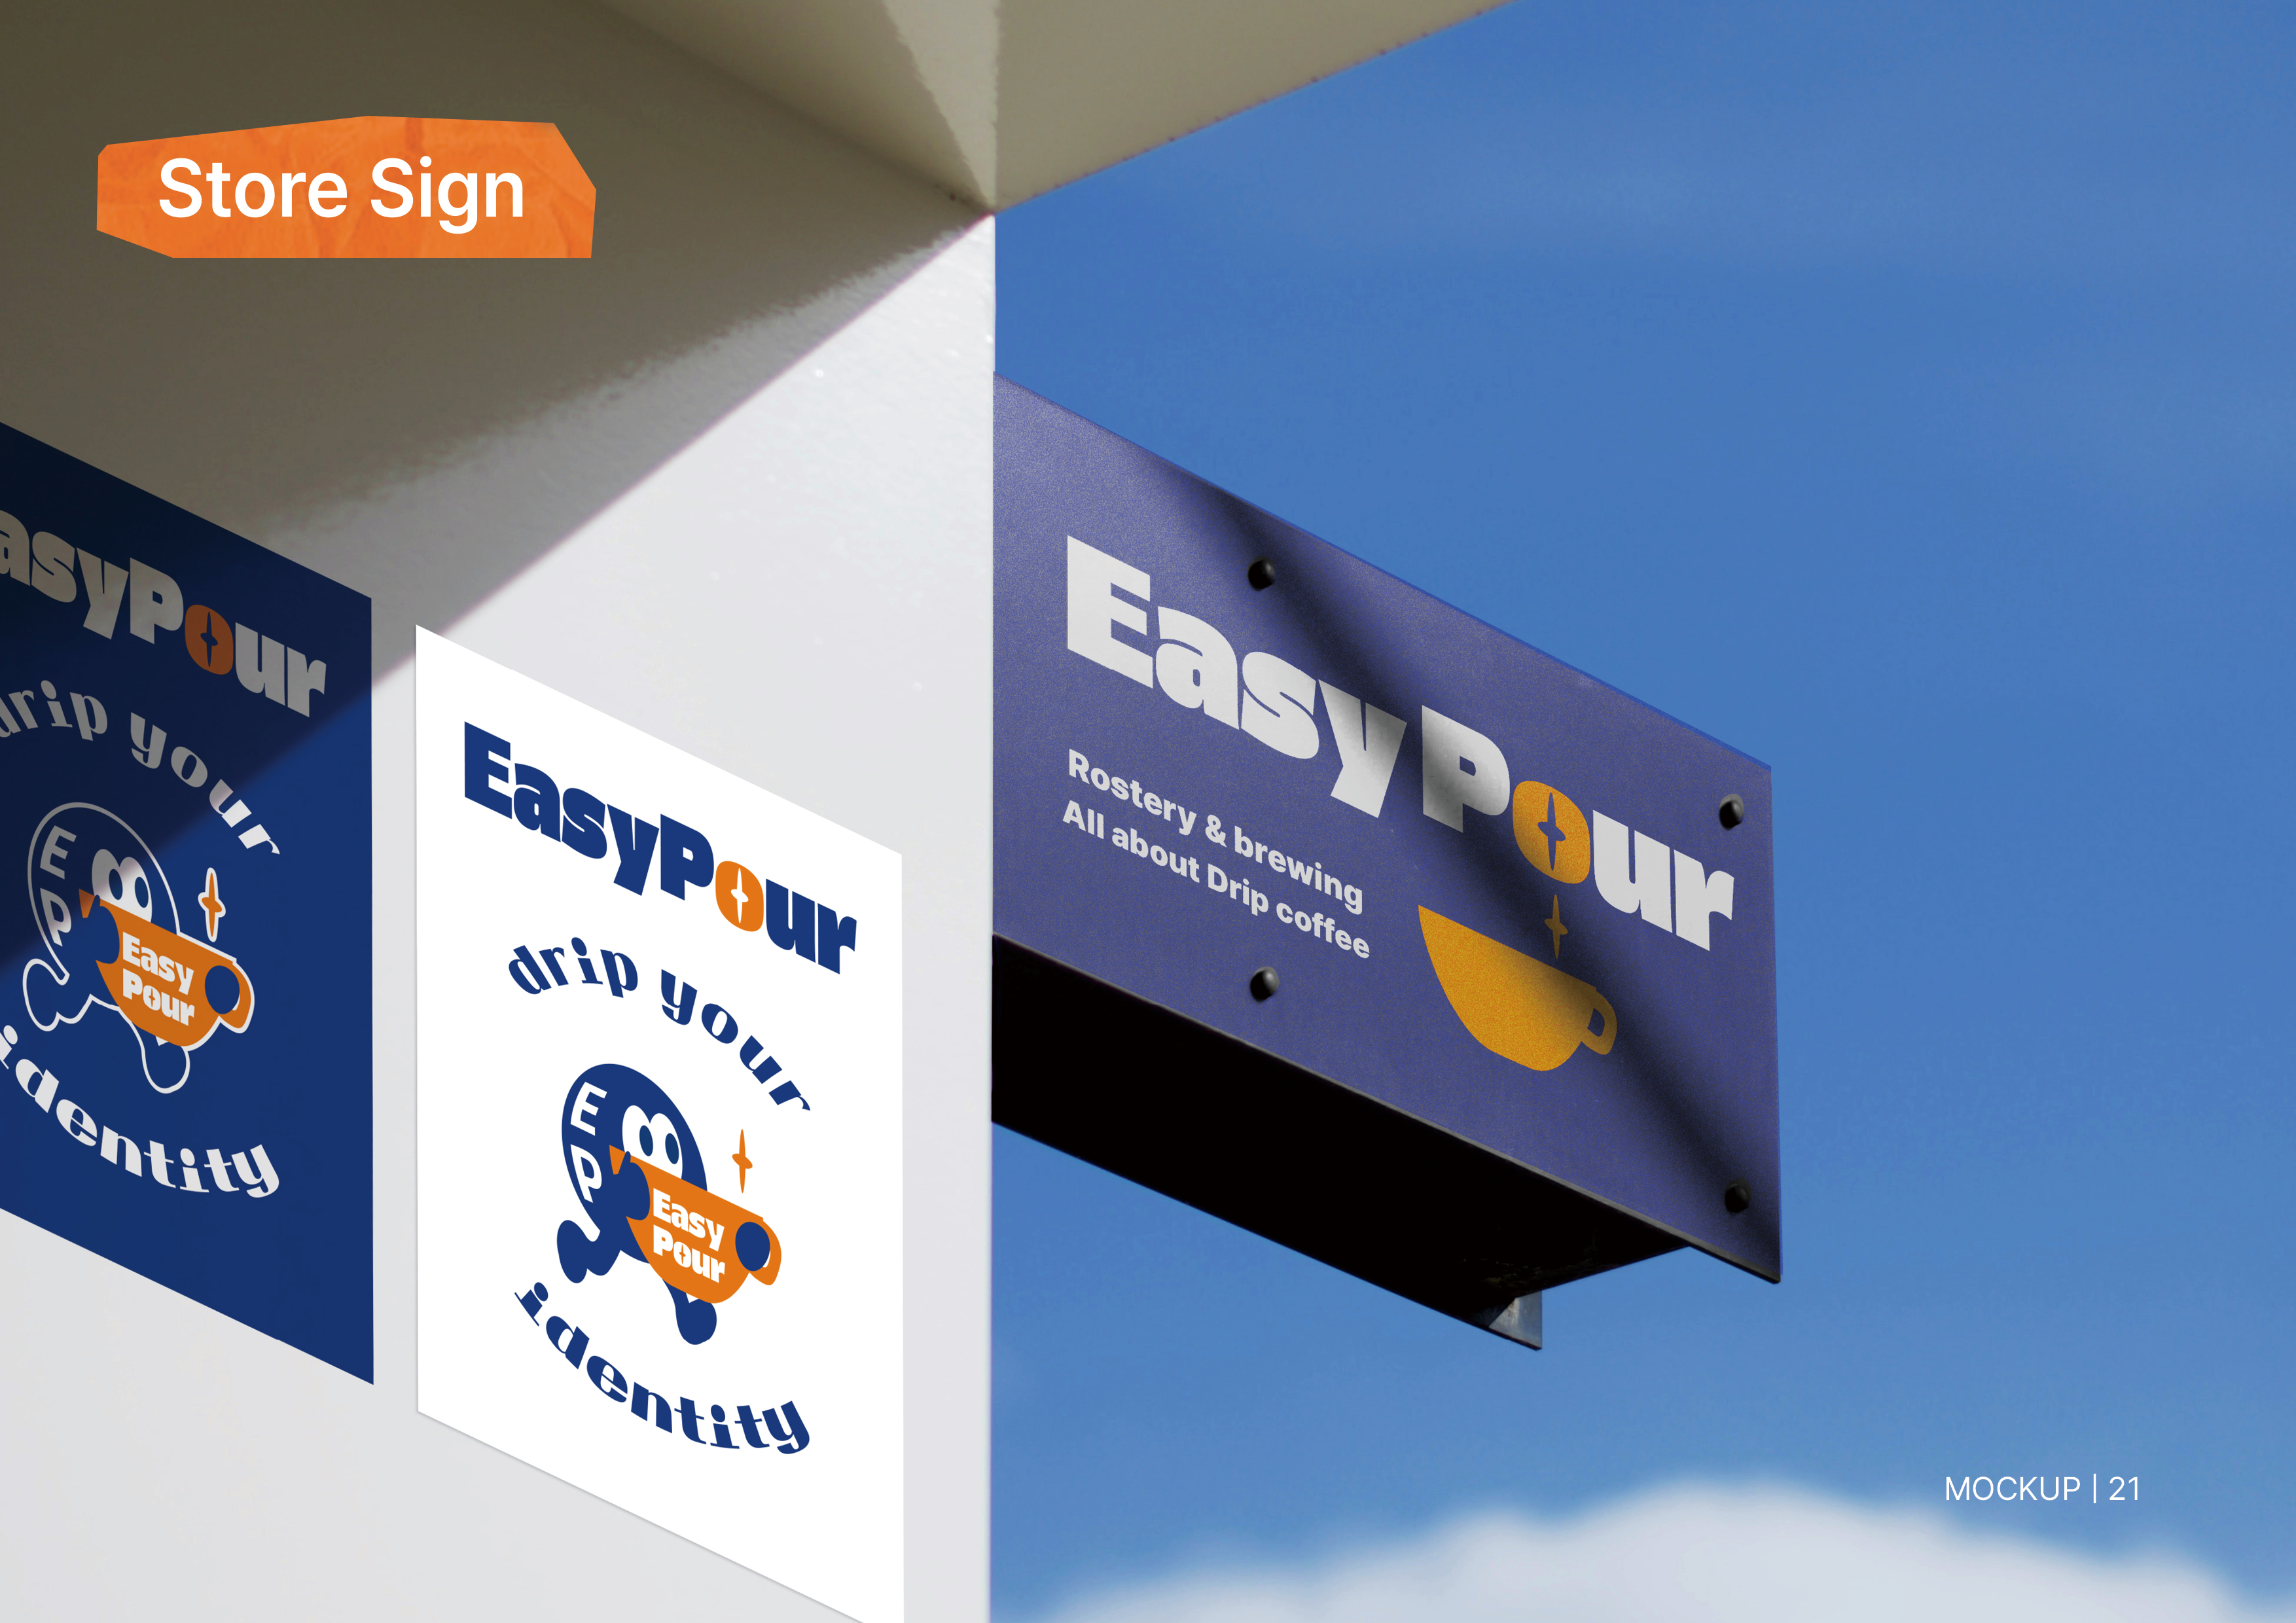 Store Sign
asyPour
drip your
E
P
Easy
Pour
identity
EasyPour
drip your
E
P
Easy
Pour
identity
EasyPour
Rostery & brewing
All about Drip coffee
MOCKUP | 21